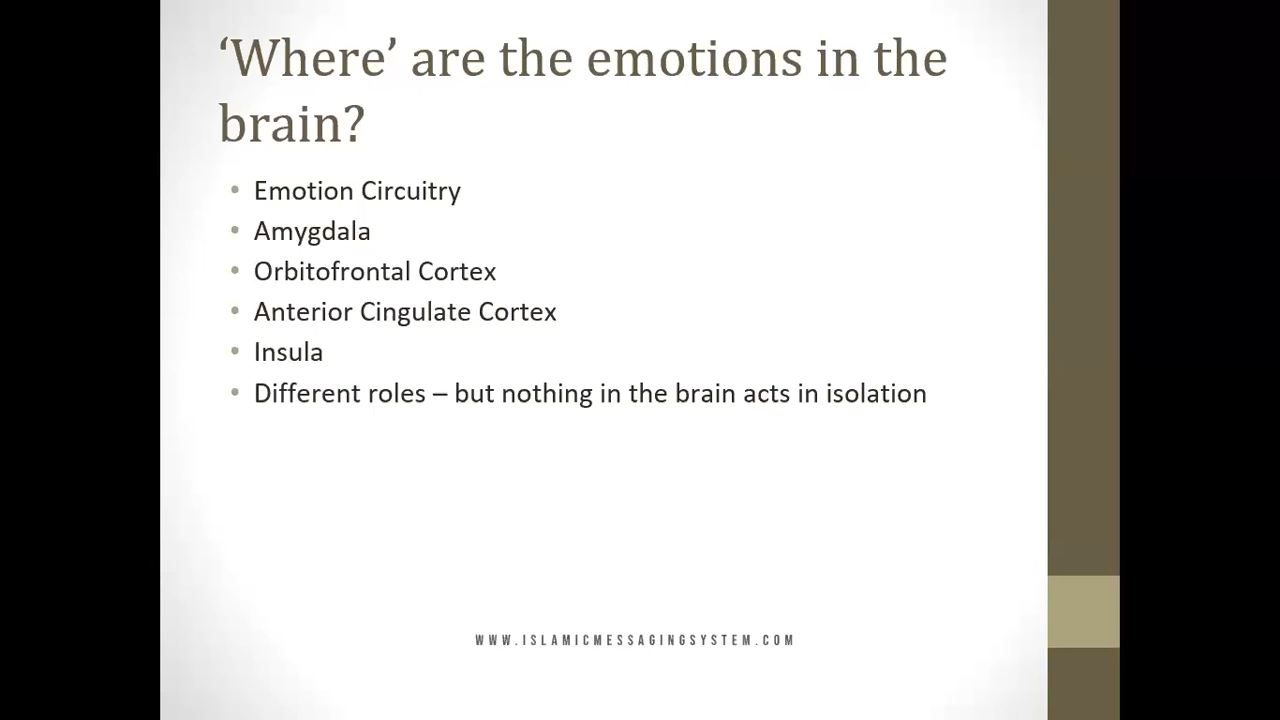 ‘Where’ are the emotions in the
brain?
• Emotion Circuitry
• Amygdala
• Orbitofrontal Cortex
• Anterior Cingulate Cortex
• Insula
• Different roles – but nothing in the brain acts in isolation
WWW.ISLAMICMESSAGINGSYSTEM.COM